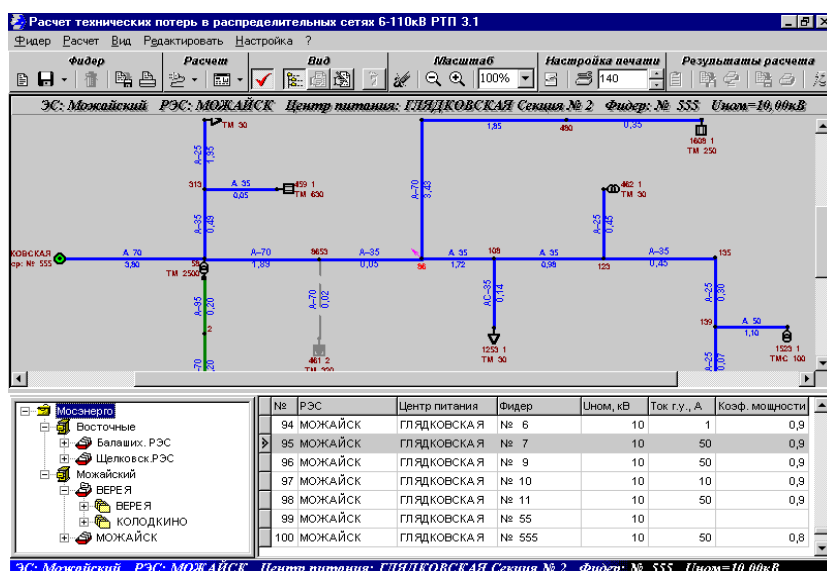 Расчет технических потерь в распределительных сетях 6-110кВ РТП 3.1
Фидер Расчет Вид Редактировать Настройка ?
Фидер Расчет Вид Масштаб Настройка печати Результаты расчета
100% 140
ЭС: Можайский РЭС: МОЖАЙСК Центр питания: ГЛЯДКОВСКАЯ Секция № 2 Фидер: № 555 Uном=10,00кВ
ТМ 30
1,85 480 0,35
1608 1
ТМ 250
А-25
1,95
313
А 35
0,05
459 1
ТМ 630
А-70
3,43
462 1
ТМ 30
А-35
0,49
А-25
0,45
КОВСКАЯ
ср: № 555
А 70
3,80
ТМ 2500
А-70
1,89
8653
А-35
0,05
96
А 35
1,72
108
А 35
0,98
123
А-35
0,45
135
А-95
0,20
2
А-70
0,02
461 2
АС-35
0,14
1253 1
ТМ 30
А-25
0,30
139
А 50
1,10
1523 1
ТМС 100
-70
,20
А-25
0,07
Мосэнерго
Восточные
Балаших. РЭС
Щелковск.РЭС
Можайский
ВЕРЕЯ
ВЕРЕЯ
КОЛОДКИНО
МОЖАЙСК
№ РЭС Центр питания Фидер Uном, кВ Ток г.у., А Коэф. мощности
94 МОЖАЙСК ГЛЯДКОВСКАЯ № 6 10 1 0,9
95 МОЖАЙСК ГЛЯДКОВСКАЯ № 7 10 50 0,9
96 МОЖАЙСК ГЛЯДКОВСКАЯ № 9 10 50 0,9
97 МОЖАЙСК ГЛЯДКОВСКАЯ № 10 10 10 0,9
98 МОЖАЙСК ГЛЯДКОВСКАЯ № 11 10 50 0,9
99 МОЖАЙСК ГЛЯДКОВСКАЯ № 55 10
100 МОЖАЙСК ГЛЯДКОВСКАЯ № 555 10 50 0,8
ЭС: Можайский РЭС: МОЖАЙСК Центр питания: ГЛЯДКОВСКАЯ Секция № 2 Фидер: № 555 Uном=10,00кВ